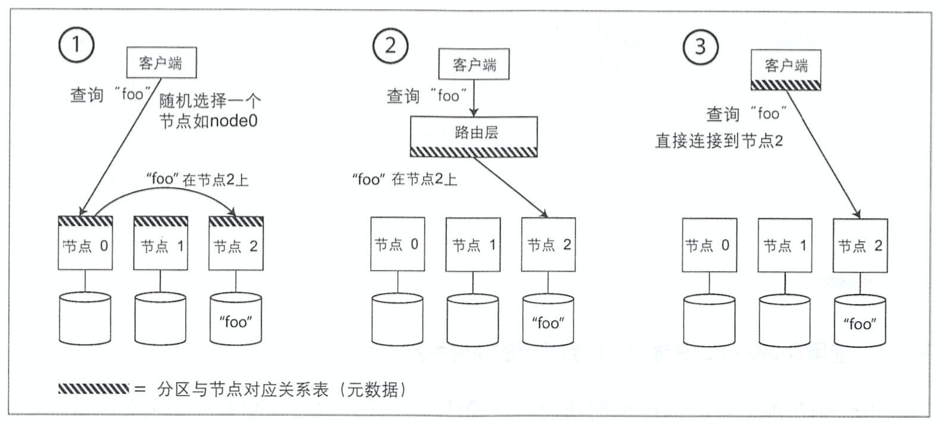 ①
客户端
查询 “foo”
随机选择一个
节点如node0
“foo” 在节点2上
节点 0
节点 1
节点 2
“foo”
②
客户端
查询 “foo”
路由层
“foo” 在节点2上
节点 0
节点 1
节点 2
“foo”
③
客户端
查询 “foo”
直接连接到节点2
节点 0
节点 1
节点 2
“foo”
= 分区与节点对应关系表（元数据）